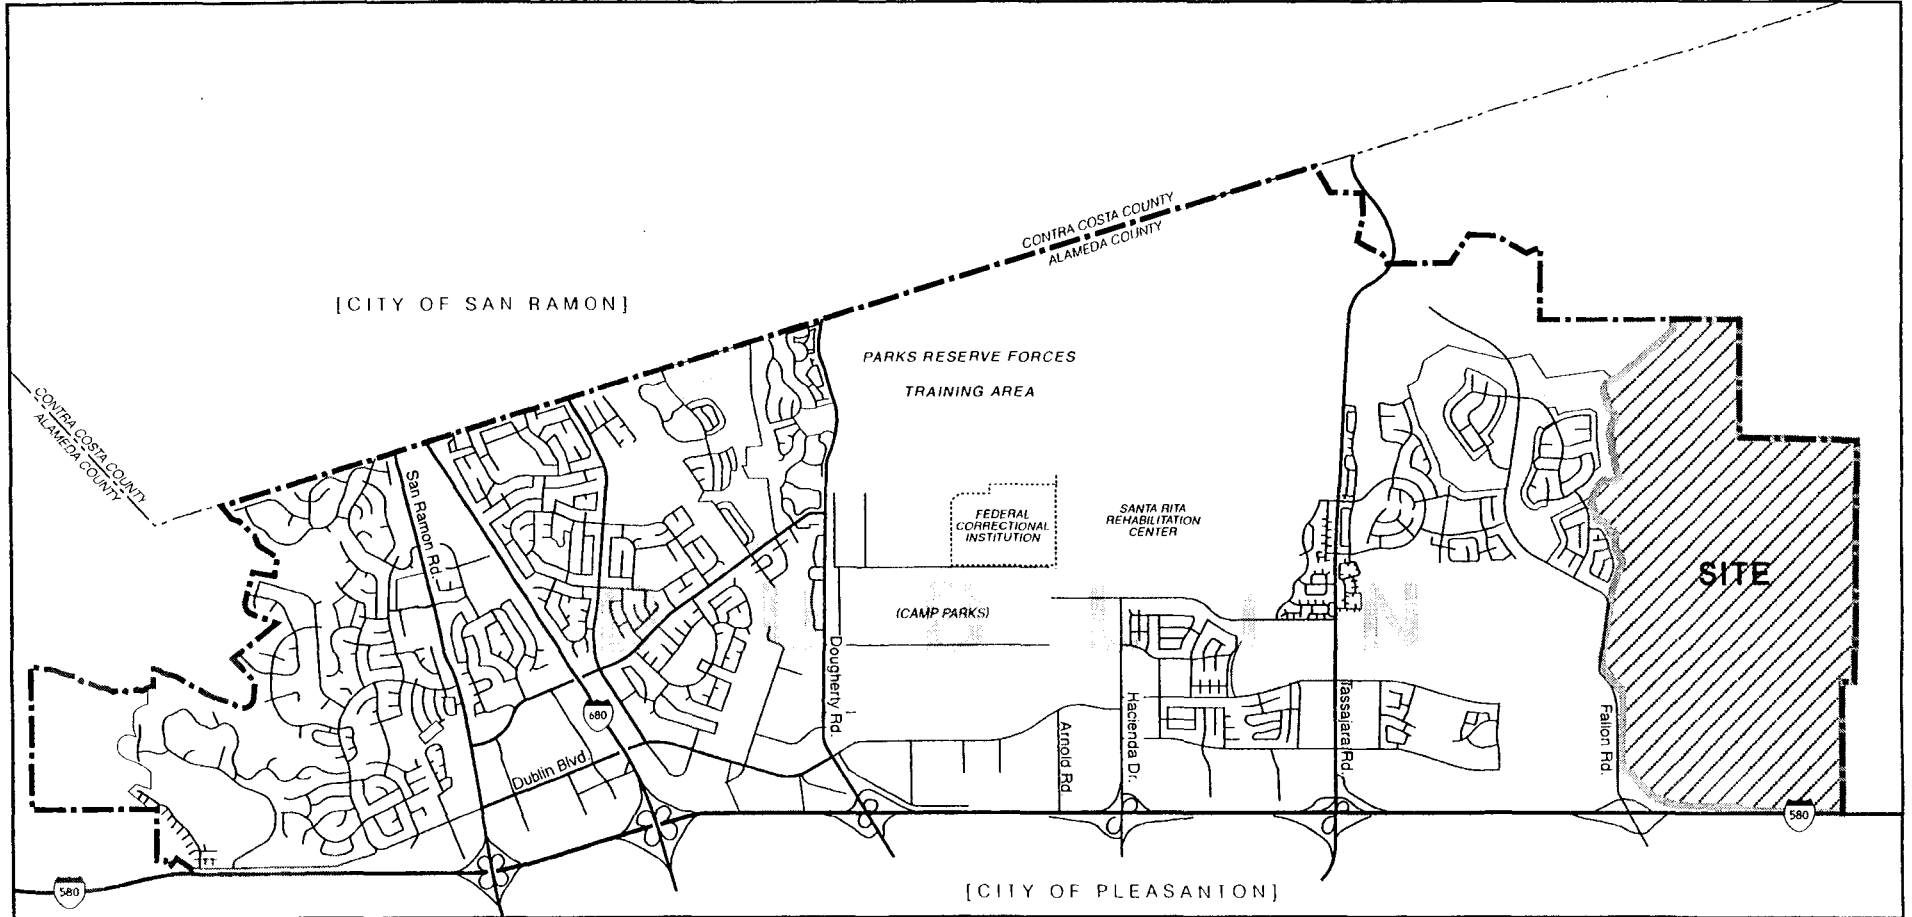 CONTRA COSTA COUNTY
ALAMEDA COUNTY
[CITY OF SAN RAMON]
PARKS RESERVE FORCES
TRAINING AREA
CONTRA COSTA COUNTY
ALAMEDA COUNTY
San Ramon Rd.
FEDERAL
CORRECTIONAL
INSTITUTION
SANTA RITA
REHABILITATION
CENTER
SITE
(CAMP PARKS)
Dougherty Rd.
Hacienda Dr.
Tassajara Rd.
Fallon Rd.
Arnold Rd
680
Dublin Blvd.
580
580
[CITY OF PLEASANTON]